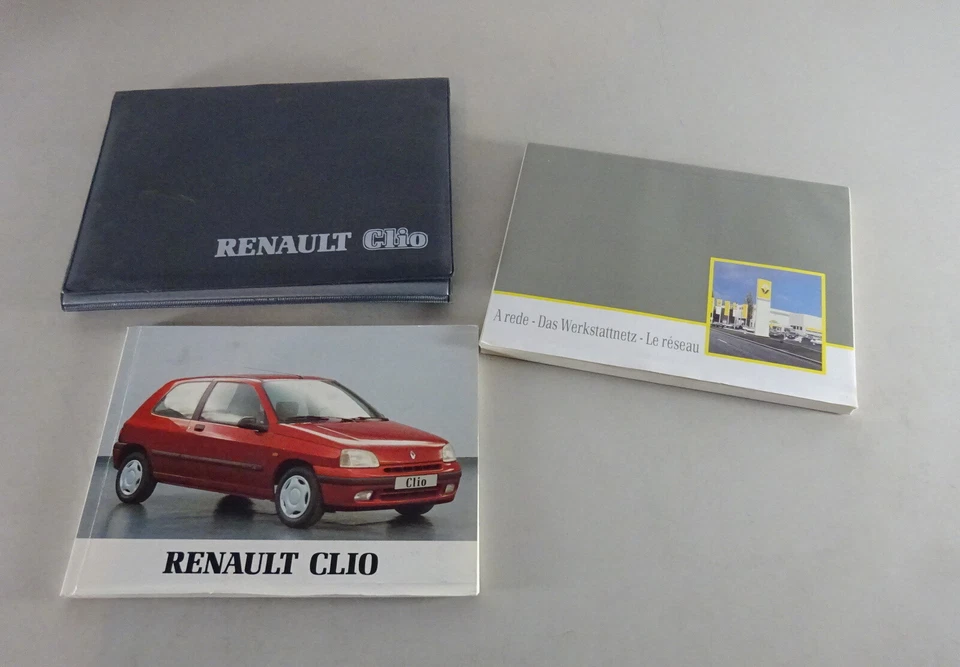 RENAULT Clio
A rede - Das Werkstattnetz - Le réseau
Clio
RENAULT CLIO